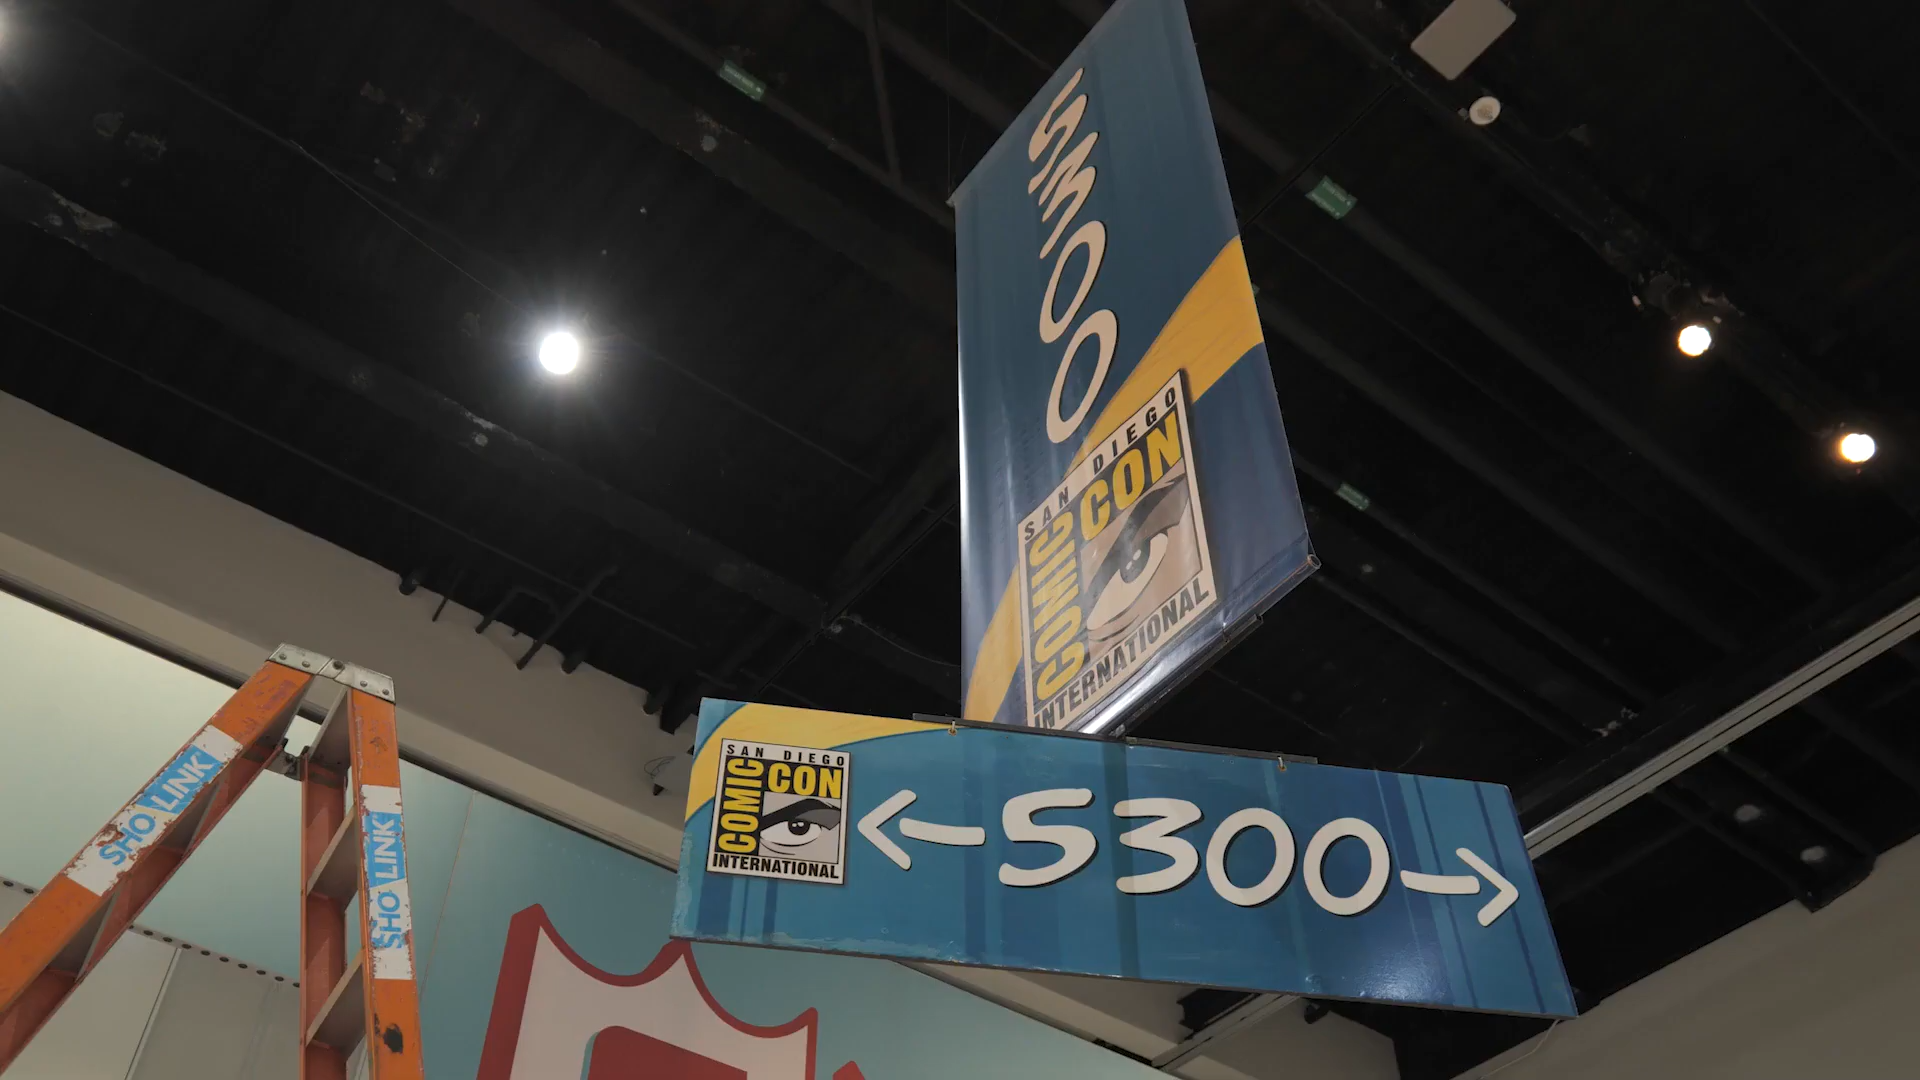 5300
SAN DIEGO
COMIC CON
INTERNATIONAL
SAN DIEGO
COMIC CON
INTERNATIONAL
←5300→
SHO LINK
SHO LINK